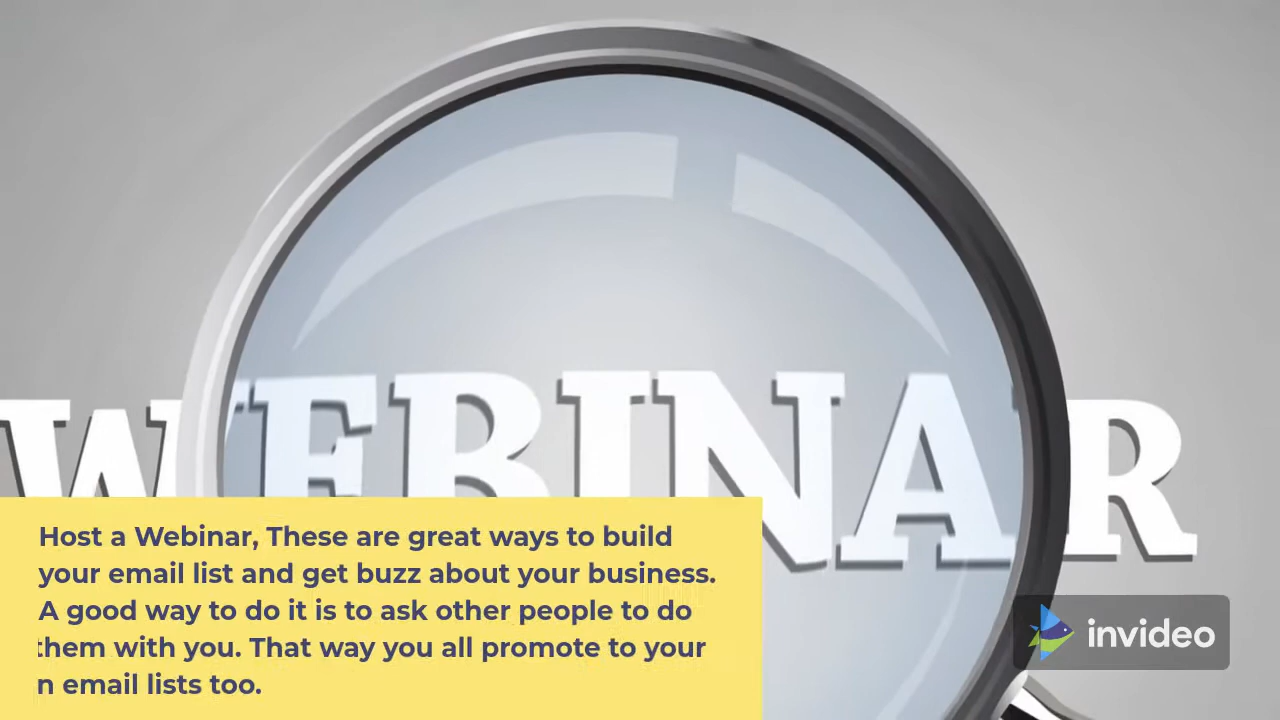 WEBINAR
Host a Webinar, These are great ways to build
your email list and get buzz about your business.
A good way to do it is to ask other people to do
them with you. That way you all promote to your
n email lists too.
invideo